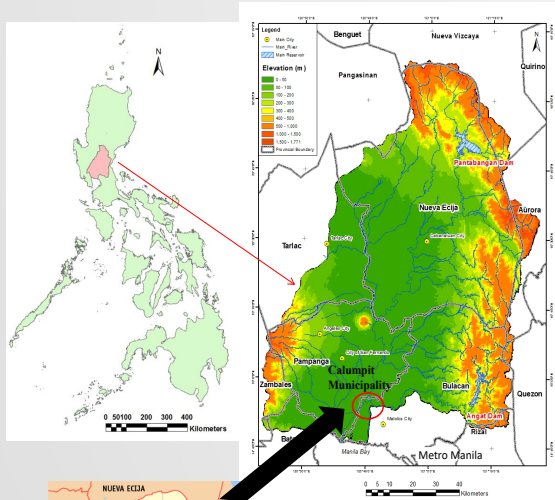 N
0 50100 200 300 400
Kilometers
Legend
Main City
Main_River
Main Reservoir
Elevation (m)
0 - 50
50 - 100
100 - 200
200 - 300
300 - 400
400 - 500
500 - 1,000
1,000 - 1,500
1,500 - 1,771
Provincial Boundary
Benguet
Nueva Vizcaya
N
Quirino
Pangasinan
Pantabangan Dam
Nueva Ecija
Aurora
Tarlac
Tarlac City
Cabanatuan City
Angeles City
City of San Fernando
Pampanga
Calumpit
Municipality
Zambales
Bulacan
Quezon
Malolos City
Angat Dam
Rizal
Manila Bay
Metro Manila
0 5 10 20 30 40
Kilometers
NUEVA ECIJA